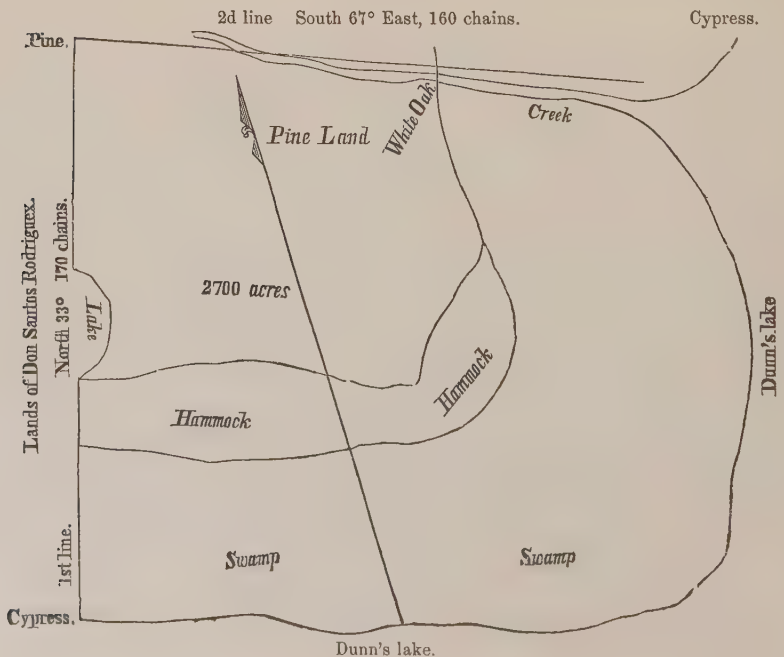 2d line South 67° East, 160 chains.
Cypress.
Pine.
White Oak
Creek
Pine Land
Lands of Don Santos Rodriguez.
North 33° 170 chains.
Lake
2700 acres
Dunn's lake
Hammock
Hammock
1st line.
Swamp
Swamp
Cypress.
Dunn's lake.